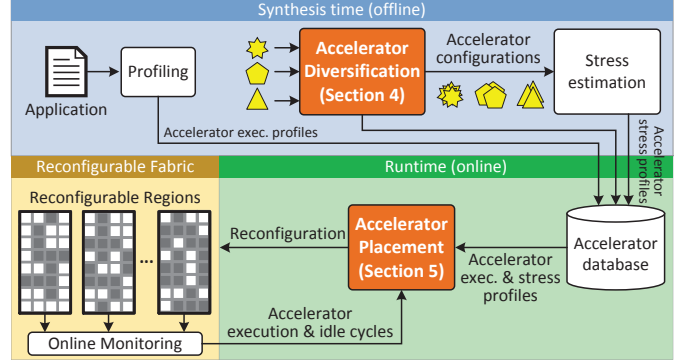 Synthesis time (offline)
Application
Profiling
Accelerator
Diversification
(Section 4)
Accelerator
configurations
Stress
estimation
Accelerator exec. profiles
Accelerator
stress profiles
Reconfigurable Fabric
Runtime (online)
Reconfigurable Regions
...
Online Monitoring
Reconfiguration
Accelerator
Placement
(Section 5)
Accelerator
exec. & stress
profiles
Accelerator
database
Accelerator
execution & idle cycles